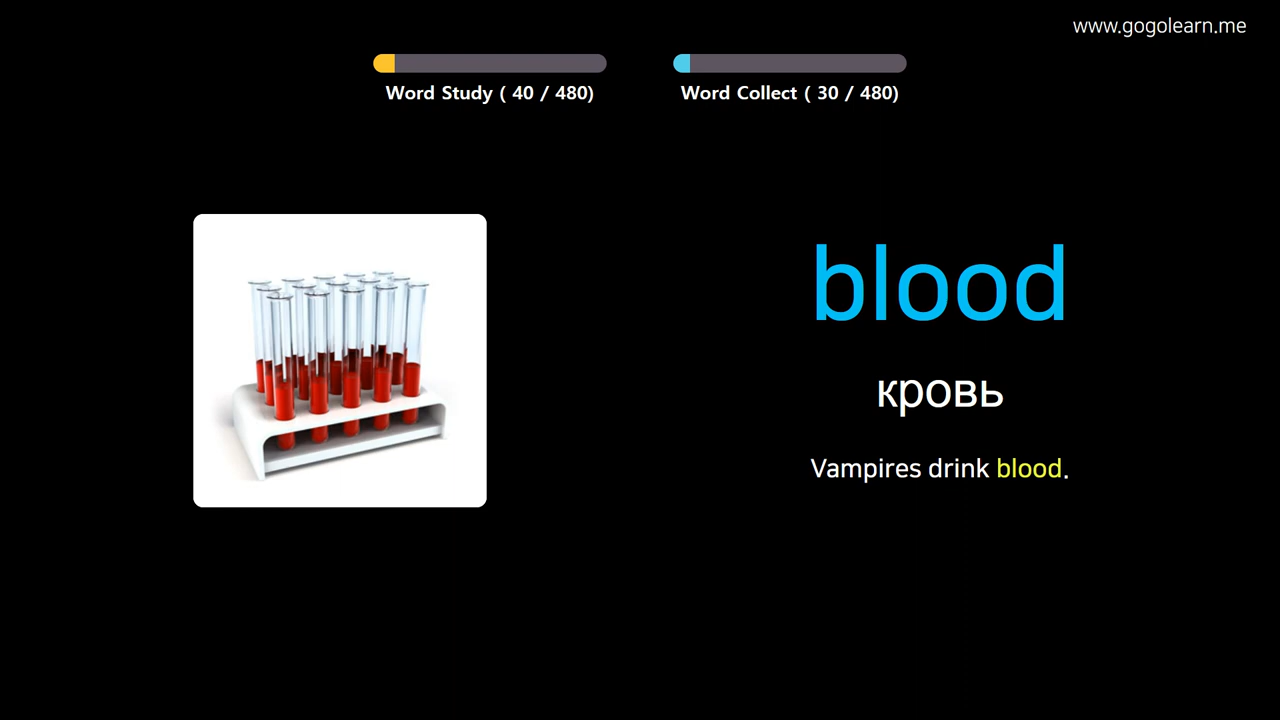 www.gogolearn.me
Word Study ( 40 / 480)
Word Collect ( 30 / 480)
blood
кровь
Vampires drink blood.